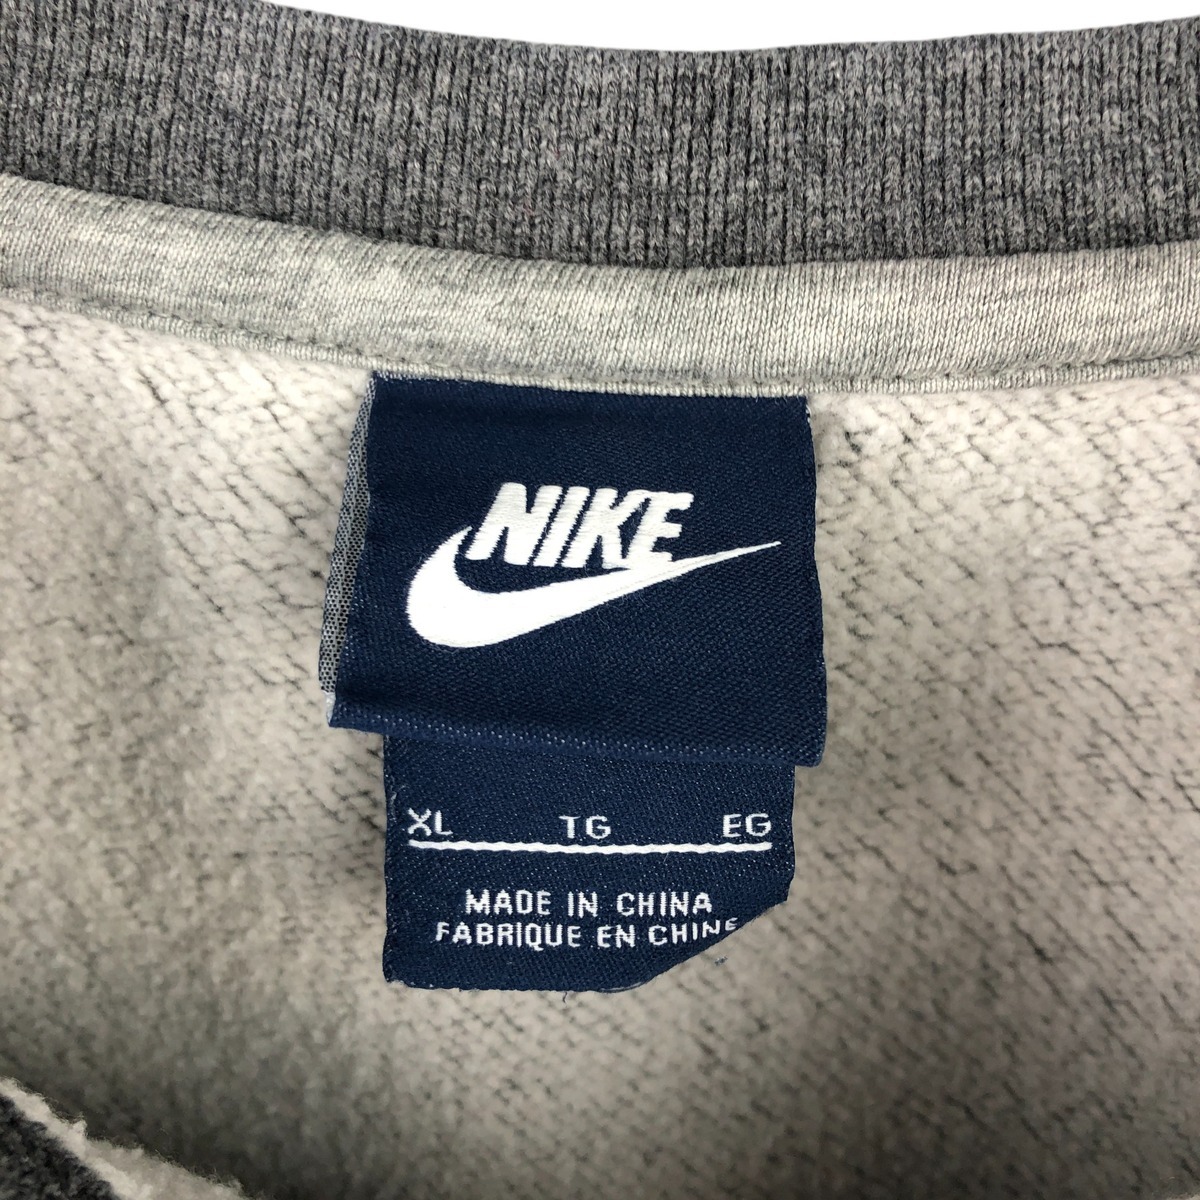 NIKE
XL TG EG
MADE IN CHINA
FABRIQUE EN CHINE